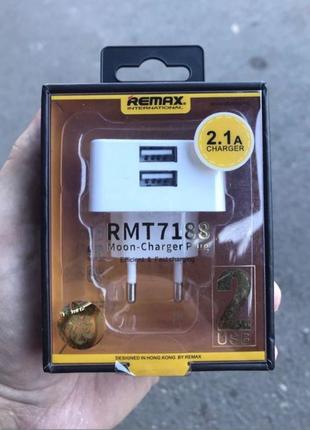 REMAX
INTERNATIONAL
2.1A
CHARGER
RMT7188
Moon-Charger Plug
Efficient & Fast charging
2
USB
DESIGNED IN HONG KONG BY REMAX